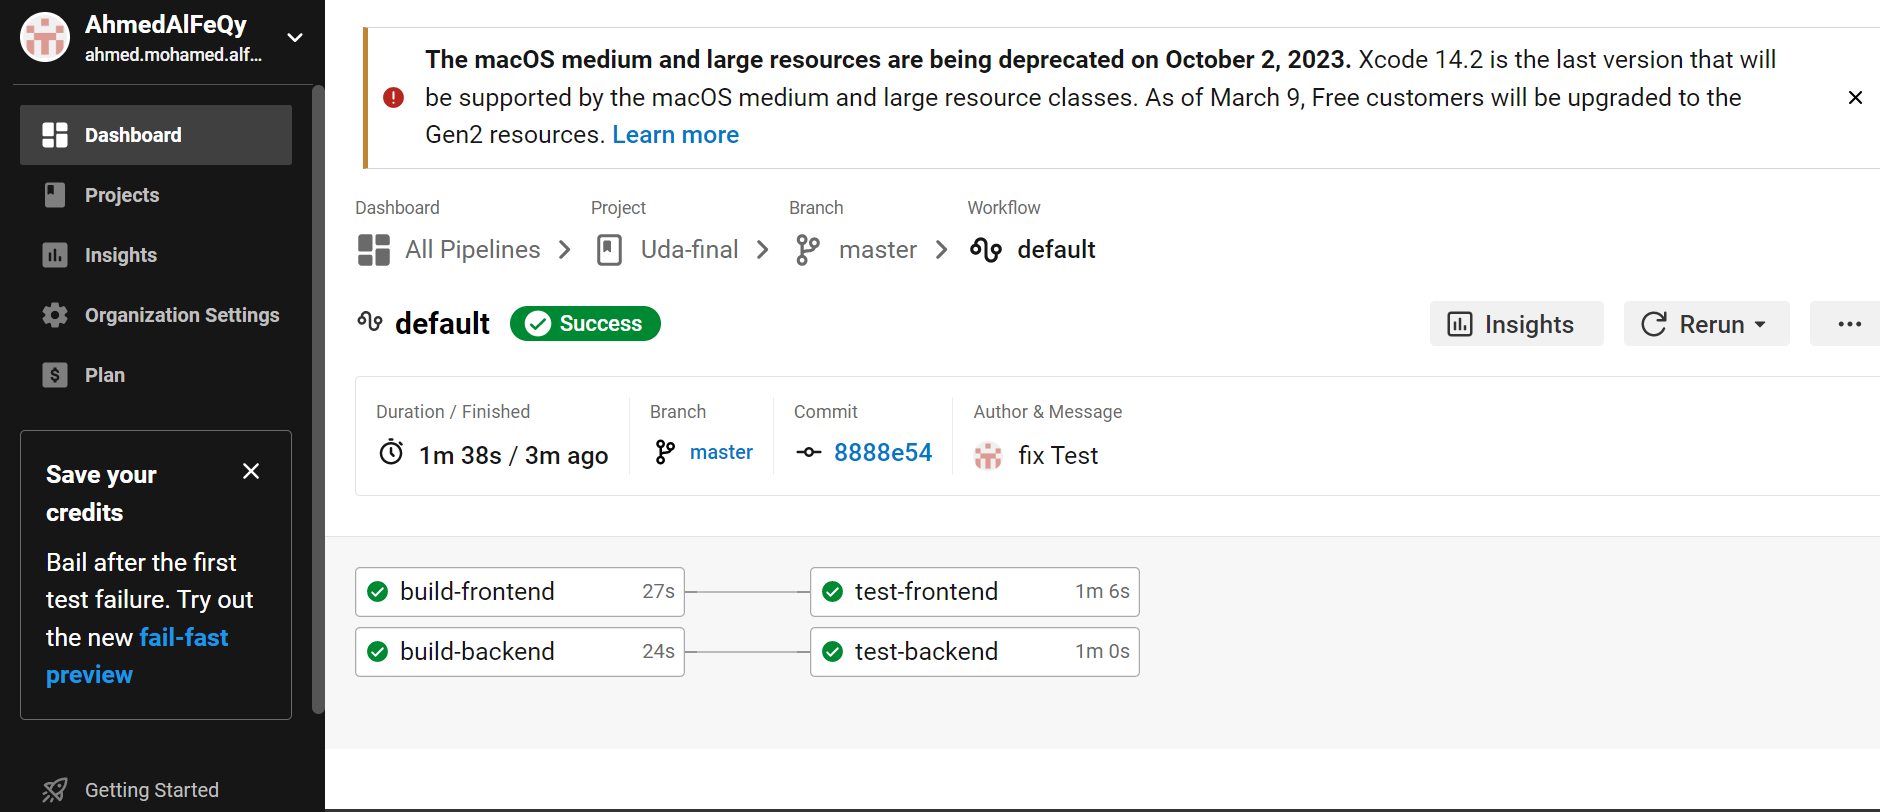 AhmedAlFeQy
ahmed.mohamed.alf...
Dashboard
Projects
Insights
Organization Settings
Plan
Save your
credits
Bail after the first
test failure. Try out
the new fail-fast
preview
Getting Started
The macOS medium and large resources are being deprecated on October 2, 2023. Xcode 14.2 is the last version that will
be supported by the macOS medium and large resource classes. As of March 9, Free customers will be upgraded to the
Gen2 resources. Learn more
Dashboard Project Branch Workflow
All Pipelines Uda-final master default
default Success Insights Rerun
Duration / Finished Branch Commit Author & Message
1m 38s / 3m ago master 8888e54 fix Test
build-frontend 27s test-frontend 1m 6s
build-backend 24s test-backend 1m 0s